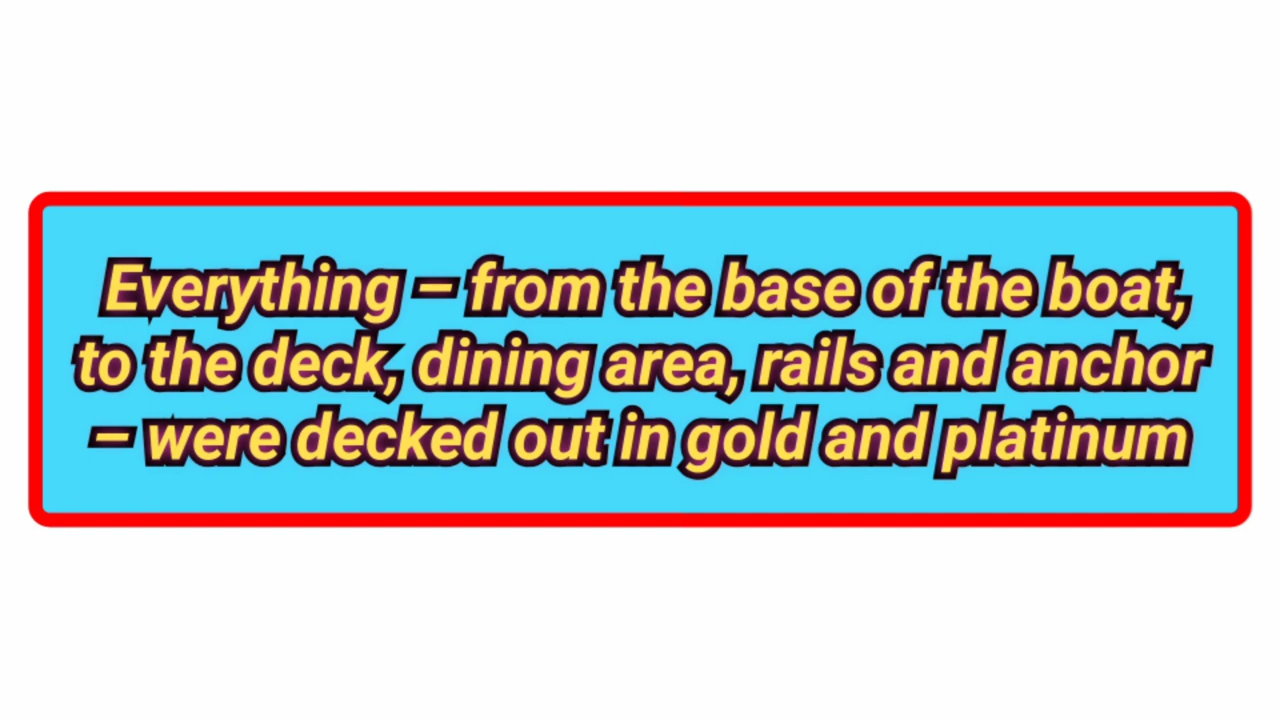 Everything – from the base of the boat,
to the deck, dining area, rails and anchor
– were decked out in gold and platinum